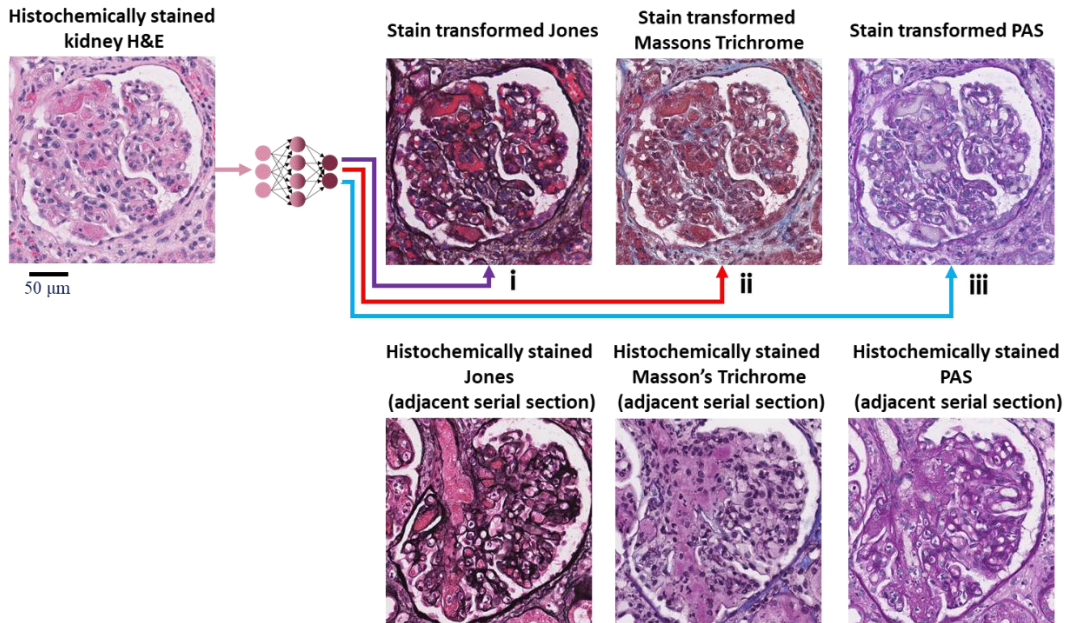 Histochemically stained
kidney H&E
Stain transformed Jones
Stain transformed
Massons Trichrome
Stain transformed PAS
50 μm
i
ii
iii
Histochemically stained
Jones
(adjacent serial section)
Histochemically stained
Masson’s Trichrome
(adjacent serial section)
Histochemically stained
PAS
(adjacent serial section)